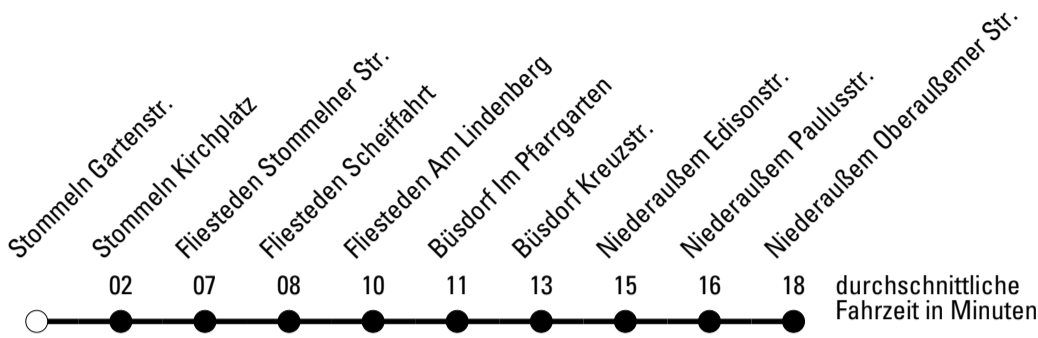 Stommeln Gartenstr.
Stommeln Kirchplatz
Fliesteden Stommelner Str.
Fliesteden Scheiffahrt
Fliesteden Am Lindenberg
Büsdorf Im Pfarrgarten
Büsdorf Kreuzstr.
Niederaußem Edisonstr.
Niederaußem Paulusstr.
Niederaußem Oberaußemer Str.
02 07 08 10 11 13 15 16 18
durchschnittliche
Fahrzeit in Minuten